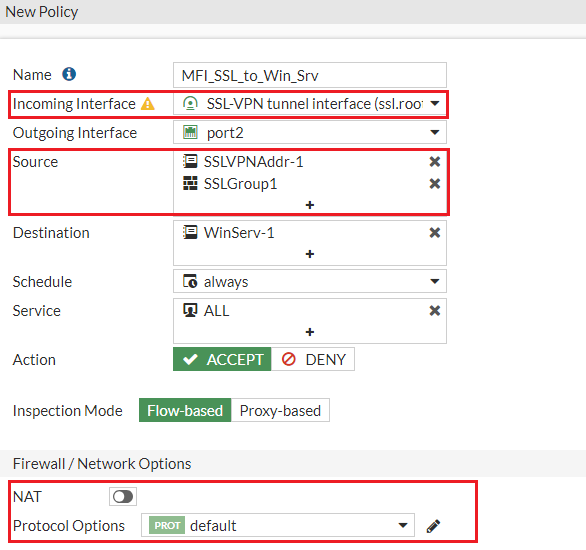 New Policy
Name
MFI_SSL_to_Win_Srv
Incoming Interface
SSL-VPN tunnel interface (ssl.roo
Outgoing Interface
port2
Source
SSLVPNAddr-1
SSLGroup1
Destination
WinServ-1
Schedule
always
Service
ALL
Action
ACCEPT DENY
Inspection Mode Flow-based Proxy-based
Firewall / Network Options
NAT
Protocol Options PROT default